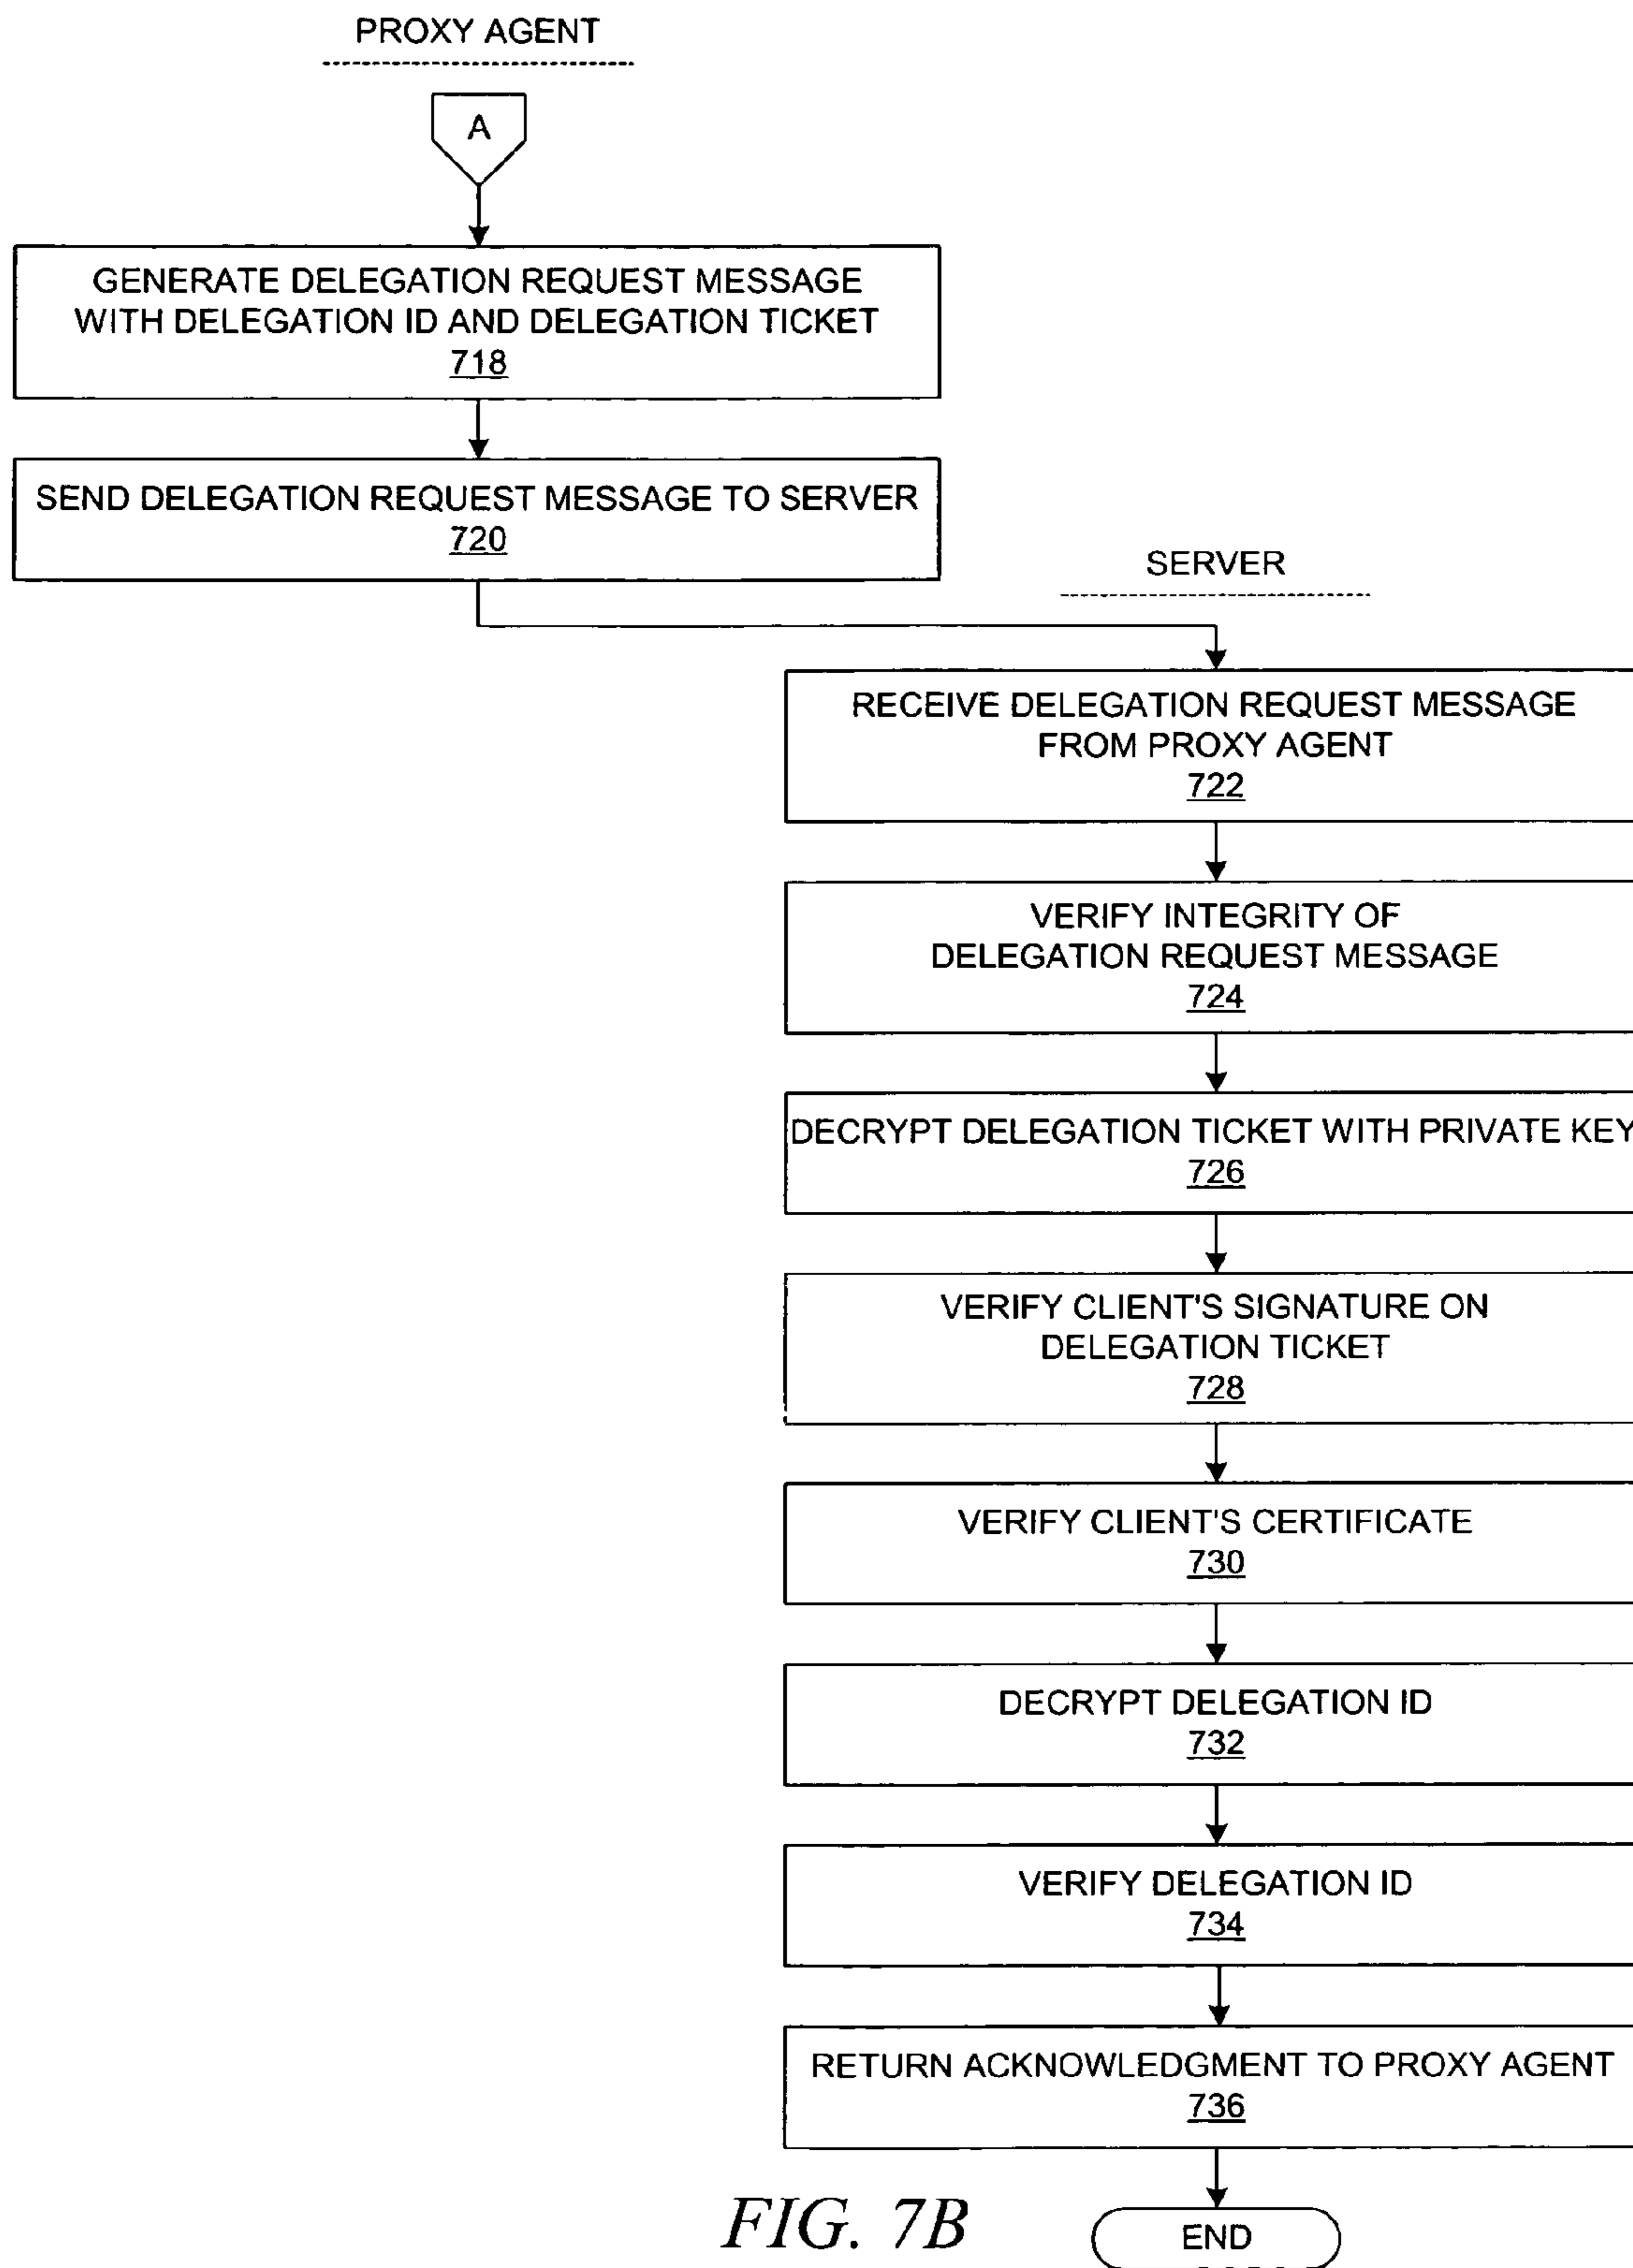 PROXY AGENT
A
GENERATE DELEGATION REQUEST MESSAGE
WITH DELEGATION ID AND DELEGATION TICKET
718
SEND DELEGATION REQUEST MESSAGE TO SERVER
720
SERVER
RECEIVE DELEGATION REQUEST MESSAGE
FROM PROXY AGENT
722
VERIFY INTEGRITY OF
DELEGATION REQUEST MESSAGE
724
DECRYPT DELEGATION TICKET WITH PRIVATE KEY
726
VERIFY CLIENT'S SIGNATURE ON
DELEGATION TICKET
728
VERIFY CLIENT'S CERTIFICATE
730
DECRYPT DELEGATION ID
732
VERIFY DELEGATION ID
734
RETURN ACKNOWLEDGMENT TO PROXY AGENT
736
END
FIG. 7B